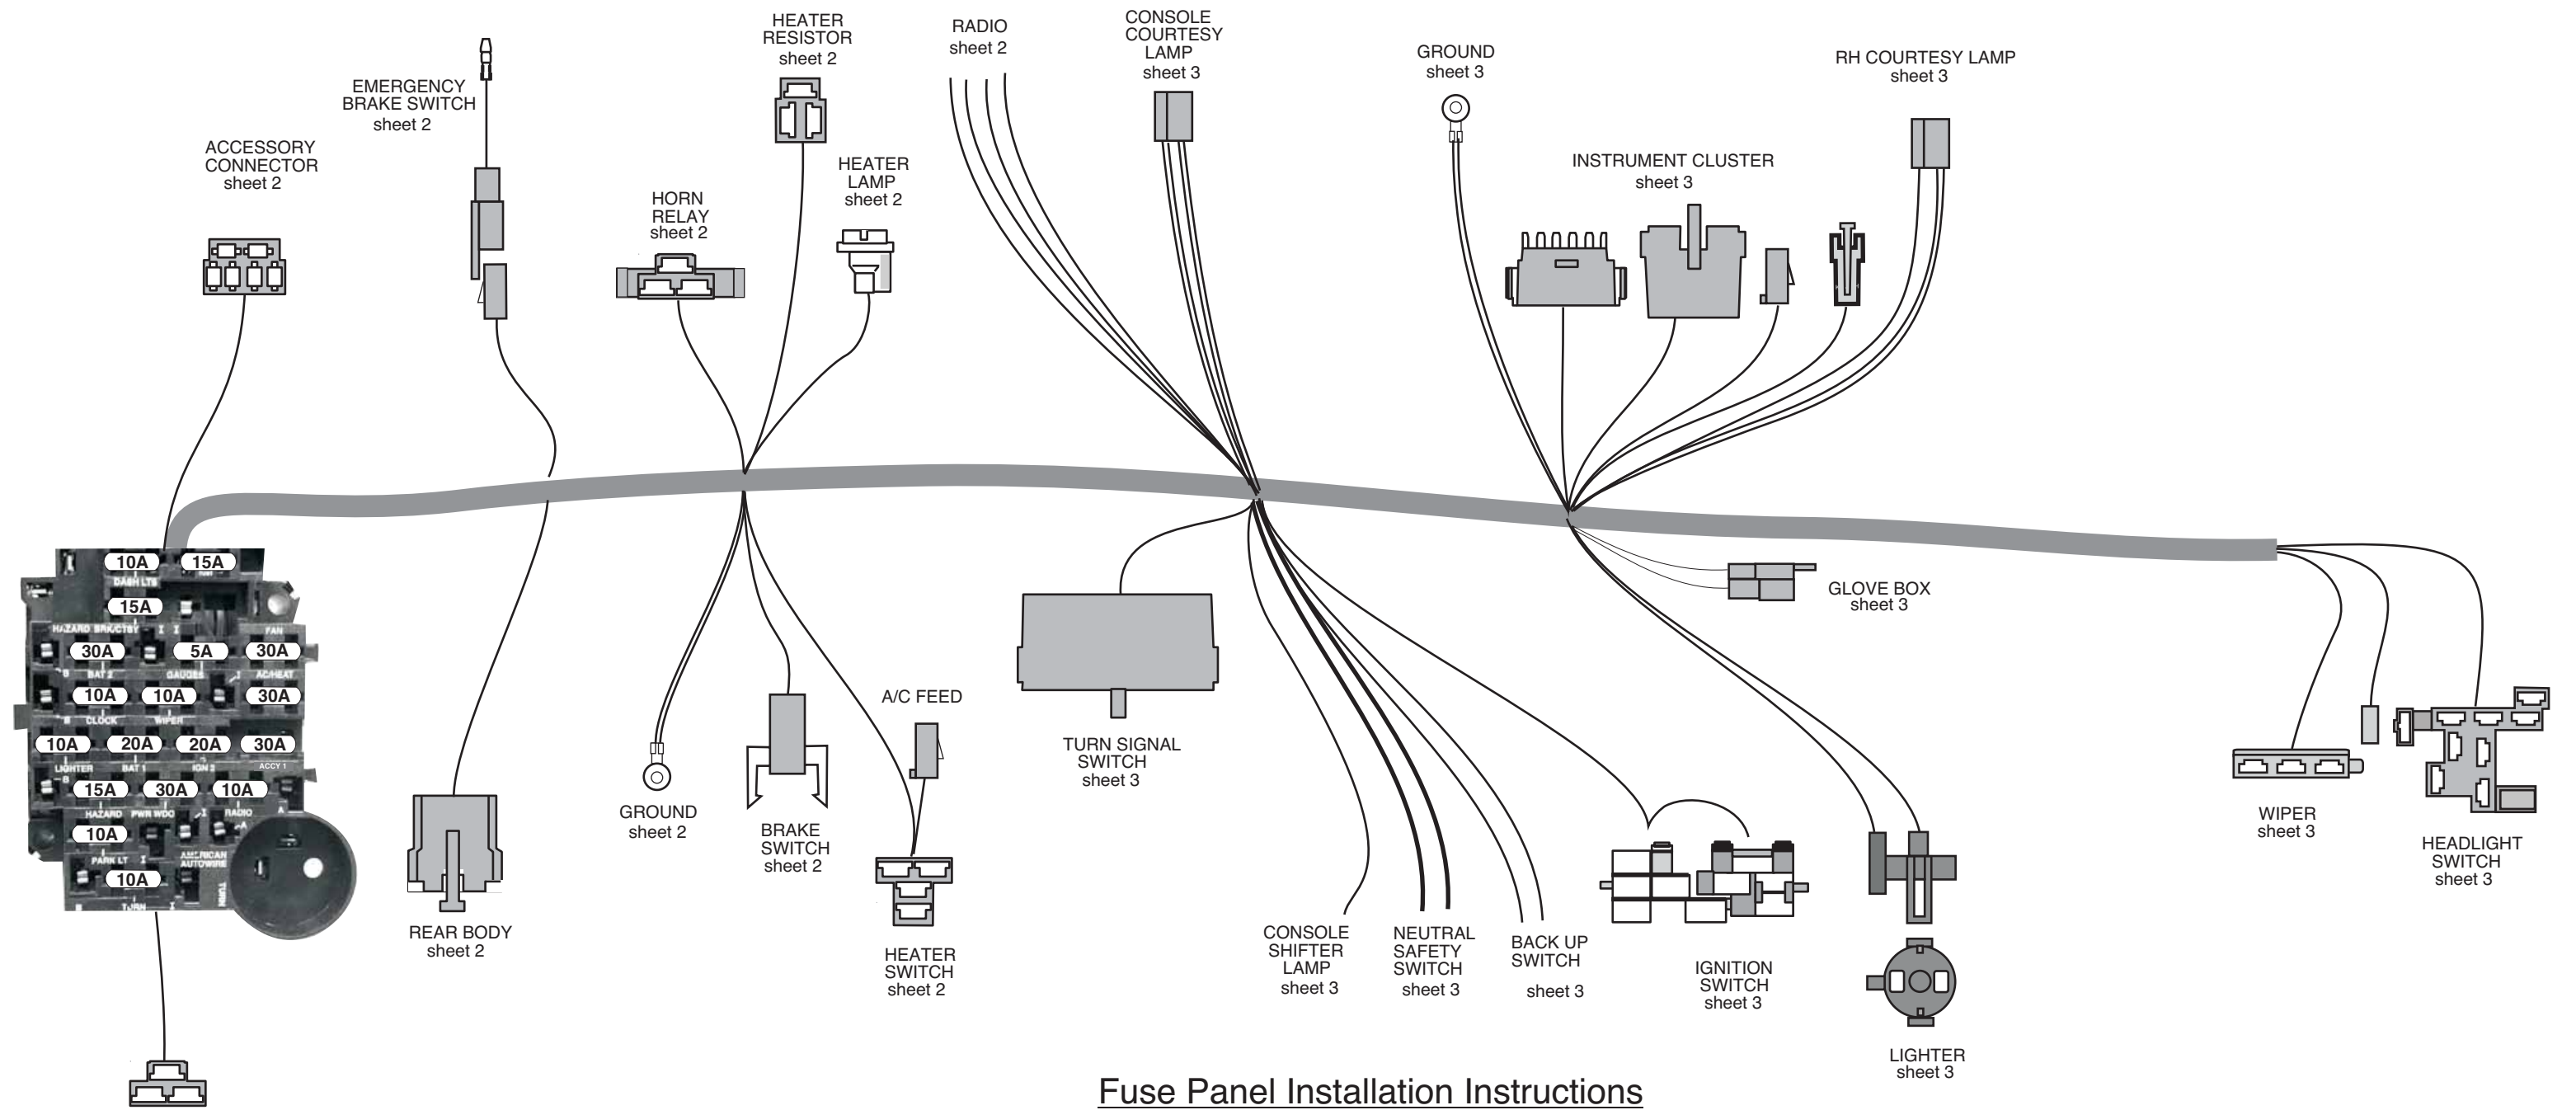 HEATER
RESISTOR
sheet 2
RADIO
sheet 2
CONSOLE
COURTESY
LAMP
sheet 3
GROUND
sheet 3
RH COURTESY LAMP
sheet 3
EMERGENCY
BRAKE SWITCH
sheet 2
ACCESSORY
CONNECTOR
sheet 2
HORN
RELAY
sheet 2
HEATER
LAMP
sheet 2
INSTRUMENT CLUSTER
sheet 3
10A 15A
DASH LTS
15A
HAZARD BRK/CTSY I I FAN
30A 5A 30A
B BAT 2 GAUGES I AC/HEAT
10A 10A 30A
B CLOCK WIPER
10A 20A 20A 30A
LIGHTER BAT 1 IGN 2 ACCY 1
B
15A 30A 10A
HAZARD PWR WDO I RADIO A
10A A
PARK LT I AMERICAN
AUTOWIRE
10A
B TURN I
TURN
REAR BODY
sheet 2
GROUND
sheet 2
BRAKE
SWITCH
sheet 2
A/C FEED
HEATER
SWITCH
sheet 2
TURN SIGNAL
SWITCH
sheet 3
CONSOLE
SHIFTER
LAMP
sheet 3
NEUTRAL
SAFETY
SWITCH
sheet 3
BACK UP
SWITCH
sheet 3
IGNITION
SWITCH
sheet 3
GLOVE BOX
sheet 3
LIGHTER
sheet 3
WIPER
sheet 3
HEADLIGHT
SWITCH
sheet 3
Fuse Panel Installation Instructions